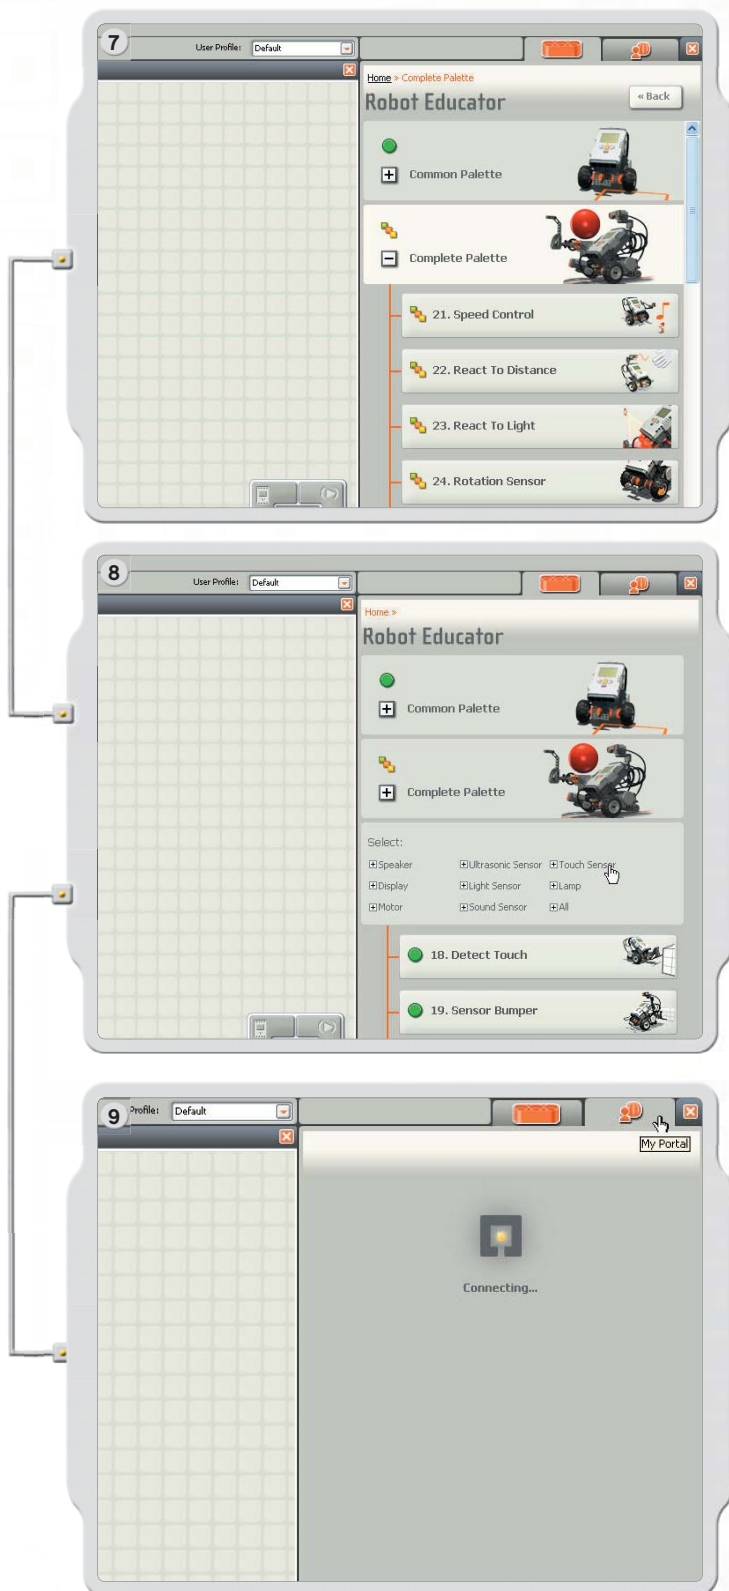 7
User Profile: Default
Home » Complete Palette
Robot Educator
« Back
Common Palette
Complete Palette
21. Speed Control
22. React To Distance
23. React To Light
24. Rotation Sensor
8
User Profile: Default
Home »
Robot Educator
Common Palette
Complete Palette
Select:
Speaker Ultrasonic Sensor Touch Sensor
Display Light Sensor Lamp
Motor Sound Sensor All
18. Detect Touch
19. Sensor Bumper
9
Profile: Default
My Portal
Connecting...